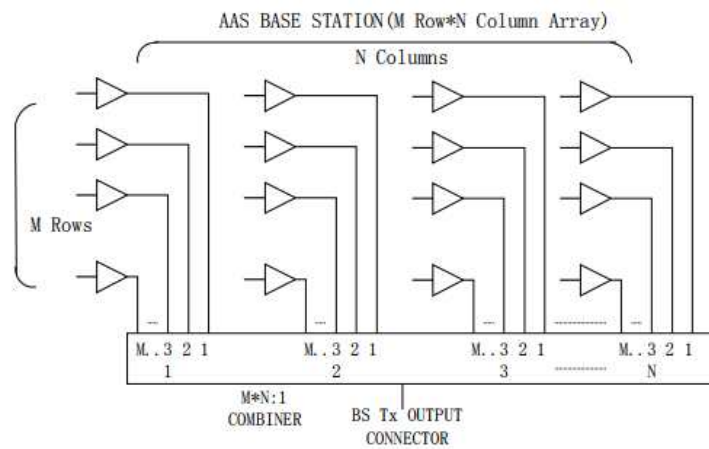 AAS BASE STATION(M Row*N Column Array)
N Columns
M Rows
M..3 2 1 M..3 2 1 M..3 2 1 M..3 2 1
1 2 3 N
M*N:1
COMBINER
BS Tx OUTPUT
CONNECTOR